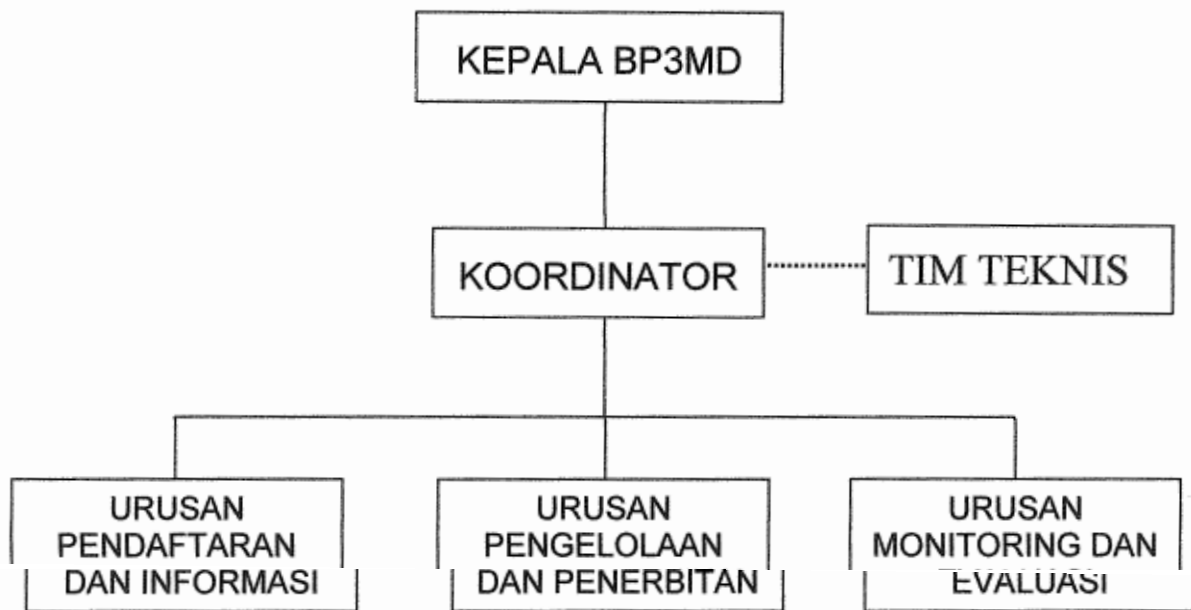 KEPALA BP3MD
KOORDINATOR
TIM TEKNIS
URUSAN
PENDAFTARAN
DAN INFORMASI
URUSAN
PENGELOLAAN
DAN PENERBITAN
URUSAN
MONITORING DAN
EVALUASI